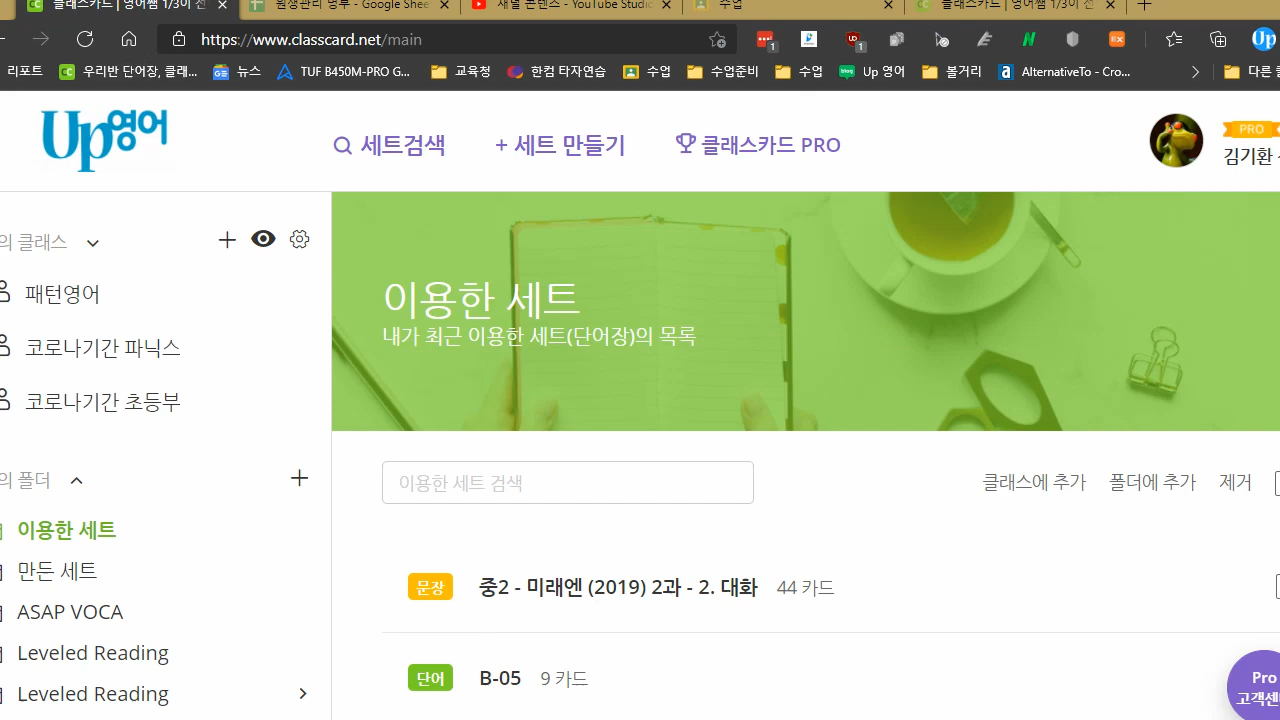 클래스카드 | 영어쌤 1/3이 선
원생관리 명부 - Google Shee
채널 콘텐츠 - YouTube Studio
수업
클래스카드 | 영어쌤 1/3이 선
https://www.classcard.net/main
리포트 우리반 단어장, 클래... 뉴스 TUF B450M-PRO G... 교육청 한컴 타자연습 수업 수업준비 수업 Up 영어 볼거리 AlternativeTo - Cro... 다른
Up영어
세트검색 + 세트 만들기 클래스카드 PRO
PRO
김기환
의 클래스
패턴영어
코로나기간 파닉스
코로나기간 초등부
의 폴더
이용한 세트
만든 세트
ASAP VOCA
Leveled Reading
Leveled Reading
이용한 세트
내가 최근 이용한 세트(단어장)의 목록
이용한 세트 검색
클래스에 추가 폴더에 추가 제거
문장 중2 - 미래엔 (2019) 2과 - 2. 대화 44 카드
단어 B-05 9 카드
Pro
고객센